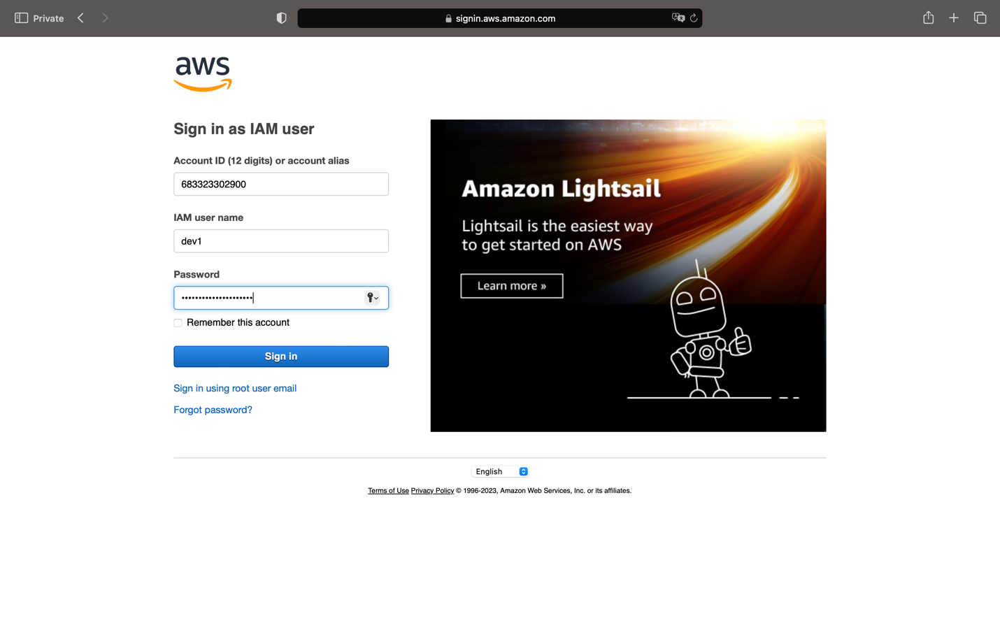 Private
signin.aws.amazon.com
aws
Sign in as IAM user
Account ID (12 digits) or account alias
683323302900
IAM user name
dev1
Password
•••••••••••••••••••••
Remember this account
Sign in
Sign in using root user email
Forgot password?
Amazon Lightsail
Lightsail is the easiest way
to get started on AWS
Learn more »
English
Terms of Use Privacy Policy © 1996-2023, Amazon Web Services, Inc. or its affiliates.